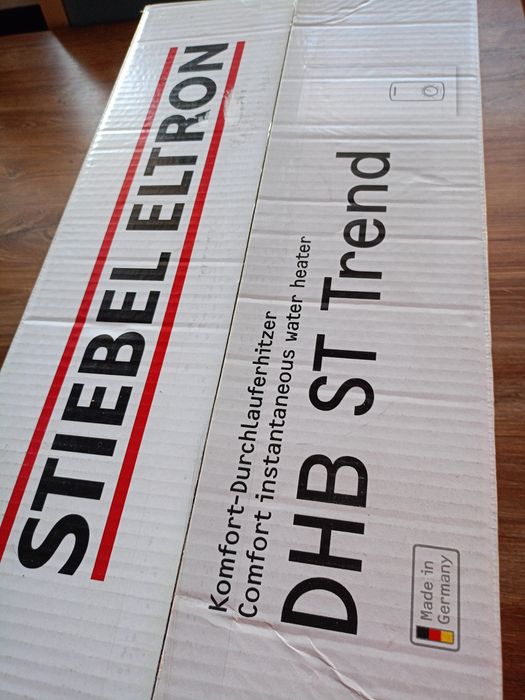 STIEBEL ELTRON
Komfort-Durchlauferhitzer
Comfort instantaneous water heater
DHB ST Trend
Made in
Germany